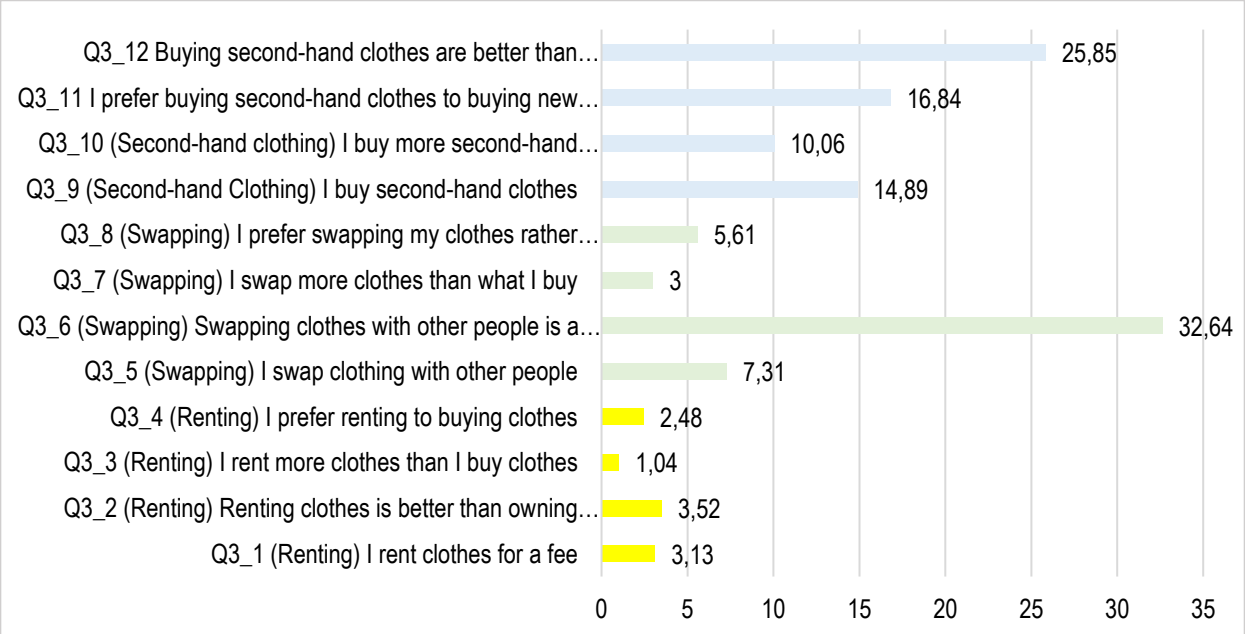 Q3_12 Buying second-hand clothes are better than… 25,85
Q3_11 I prefer buying second-hand clothes to buying new… 16,84
Q3_10 (Second-hand clothing) I buy more second-hand… 10,06
Q3_9 (Second-hand Clothing) I buy second-hand clothes 14,89
Q3_8 (Swapping) I prefer swapping my clothes rather… 5,61
Q3_7 (Swapping) I swap more clothes than what I buy 3
Q3_6 (Swapping) Swapping clothes with other people is a… 32,64
Q3_5 (Swapping) I swap clothing with other people 7,31
Q3_4 (Renting) I prefer renting to buying clothes 2,48
Q3_3 (Renting) I rent more clothes than I buy clothes 1,04
Q3_2 (Renting) Renting clothes is better than owning… 3,52
Q3_1 (Renting) I rent clothes for a fee 3,13
0 5 10 15 20 25 30 35